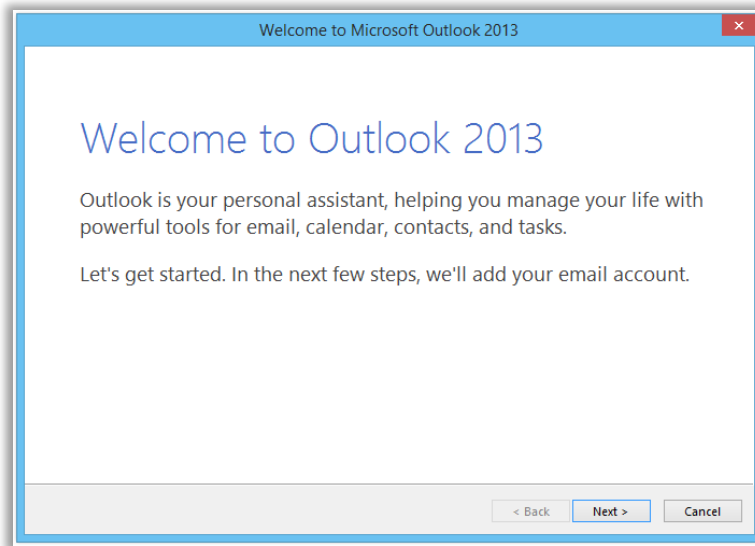 Welcome to Microsoft Outlook 2013
Welcome to Outlook 2013
Outlook is your personal assistant, helping you manage your life with
powerful tools for email, calendar, contacts, and tasks.
Let's get started. In the next few steps, we'll add your email account.
< Back Next > Cancel